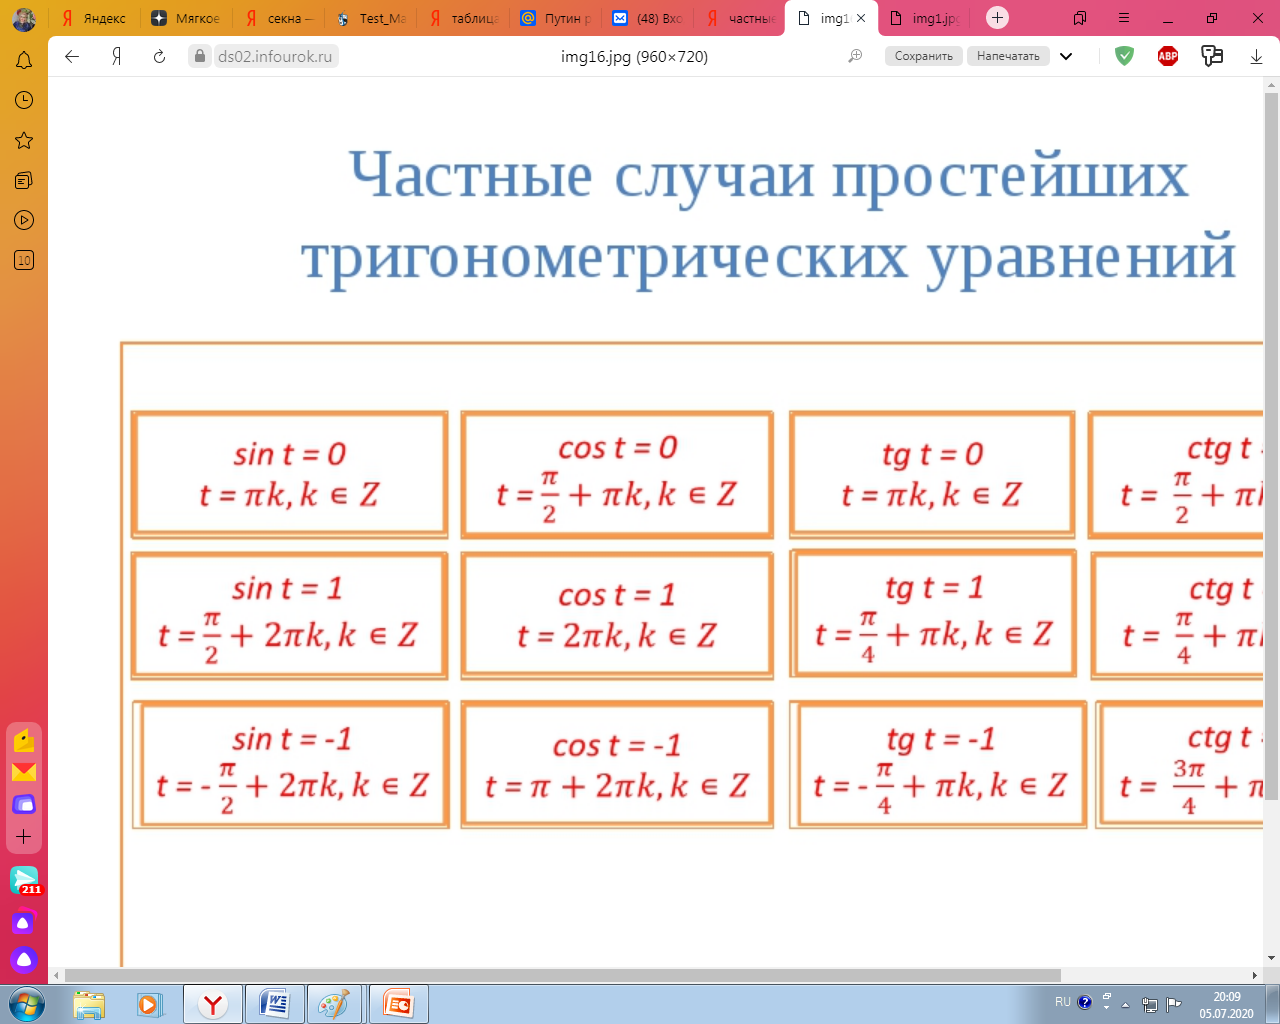 Яндекс
Мягкое
секна —
Test_Ma
таблица
Путин р
(48) Вхо
частные
img1
img1.jpg
ds02.infourok.ru
img16.jpg (960×720)
Сохранить
Напечатать
ABP
10
Частные случаи простейших
тригонометрических уравнений
sin t = 0
t = πk, k ∈ Z
cos t = 0
t = π/2 + πk, k ∈ Z
tg t = 0
t = πk, k ∈ Z
ctg t
t = π/2 + π
sin t = 1
t = π/2 + 2πk, k ∈ Z
cos t = 1
t = 2πk, k ∈ Z
tg t = 1
t = π/4 + πk, k ∈ Z
ctg t
t = π/4 + π
sin t = -1
t = - π/2 + 2πk, k ∈ Z
cos t = -1
t = π + 2πk, k ∈ Z
tg t = -1
t = - π/4 + πk, k ∈ Z
ctg t
t = 3π/4 + π
211
RU
20:09
05.07.2020